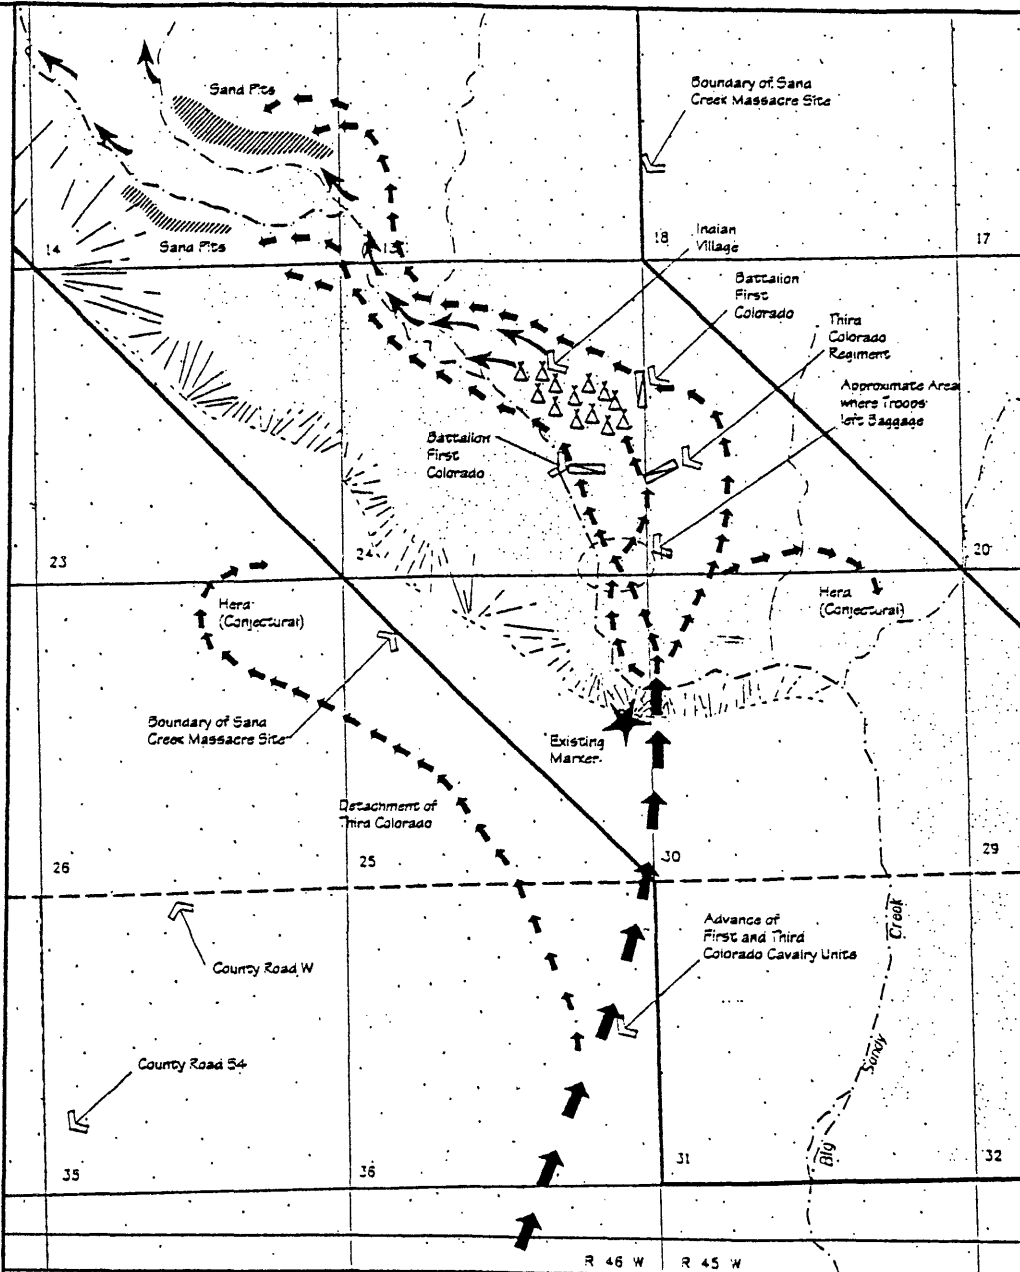 Sand Pits
Boundary of Sand
Creek Massacre Site
Sand Pits
14
13
18
17
Indian
Village
Battalion
First
Colorado
Third
Colorado
Regiment
Approximate Area
where Troops
left Baggage
Battalion
First
Colorado
23
24
20
Herd
(Conjectural)
Herd
(Conjectural)
Boundary of Sand
Creek Massacre Site
Existing
Marker
Detachment of
Third Colorado
26
25
30
29
Advance of
First and Third
Colorado Cavalry Units
County Road W
County Road 54
Big Sandy Creek
35
36
31
32
R 46 W
R 45 W